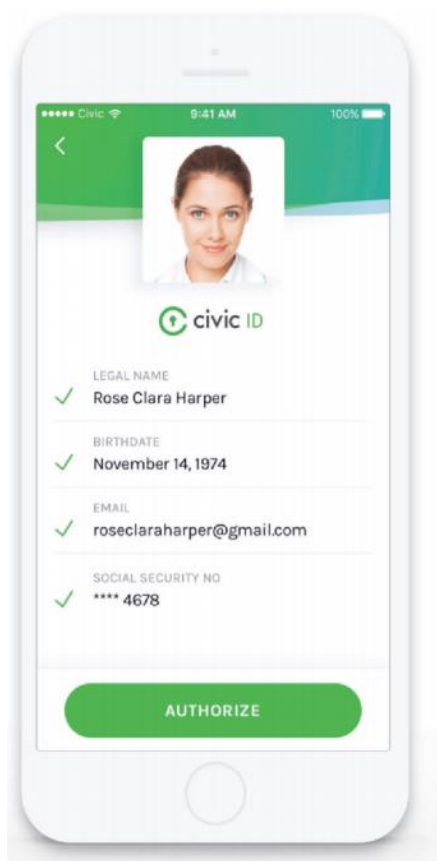 Civic 9:41 AM 100%
civic ID
LEGAL NAME
Rose Clara Harper
BIRTHDATE
November 14, 1974
EMAIL
roseclaraharper@gmail.com
SOCIAL SECURITY NO
**** 4678
AUTHORIZE